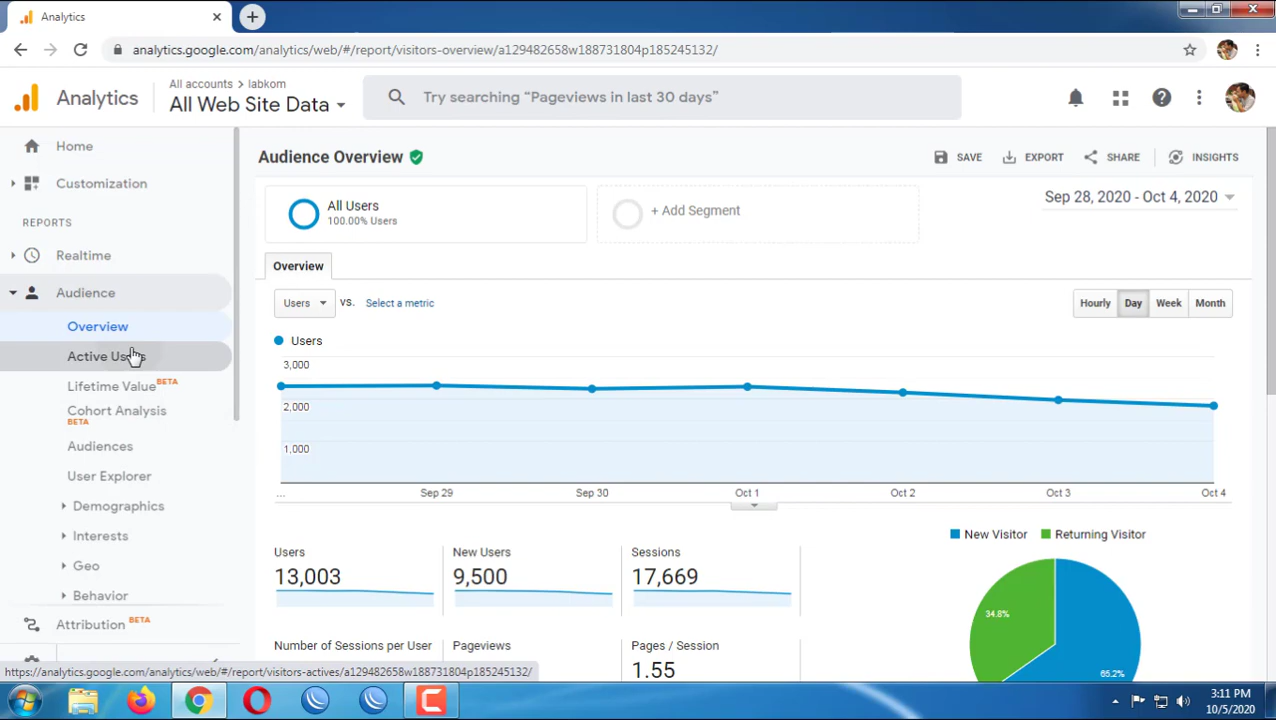 Analytics
analytics.google.com/analytics/web/#/report/visitors-overview/a129482658w188731804p185245132/
Analytics
All accounts > labkom
All Web Site Data
Try searching “Pageviews in last 30 days”
Home
Customization
REPORTS
Realtime
Audience
Overview
Active Users
Lifetime Value BETA
Cohort Analysis
BETA
Audiences
User Explorer
Demographics
Interests
Geo
Behavior
Attribution BETA
Audience Overview
SAVE
EXPORT
SHARE
INSIGHTS
All Users
100.00% Users
+ Add Segment
Sep 28, 2020 - Oct 4, 2020
Overview
Users
VS.
Select a metric
Hourly
Day
Week
Month
Users
3,000
2,000
1,000
...
Sep 29
Sep 30
Oct 1
Oct 2
Oct 3
Oct 4
Users
13,003
New Users
9,500
Sessions
17,669
Number of Sessions per User
Pageviews
Pages / Session
1.55
New Visitor
Returning Visitor
34.8%
65.2%
https://analytics.google.com/analytics/web/#/report/visitors-actives/a129482658w188731804p185245132/
3:11 PM
10/5/2020